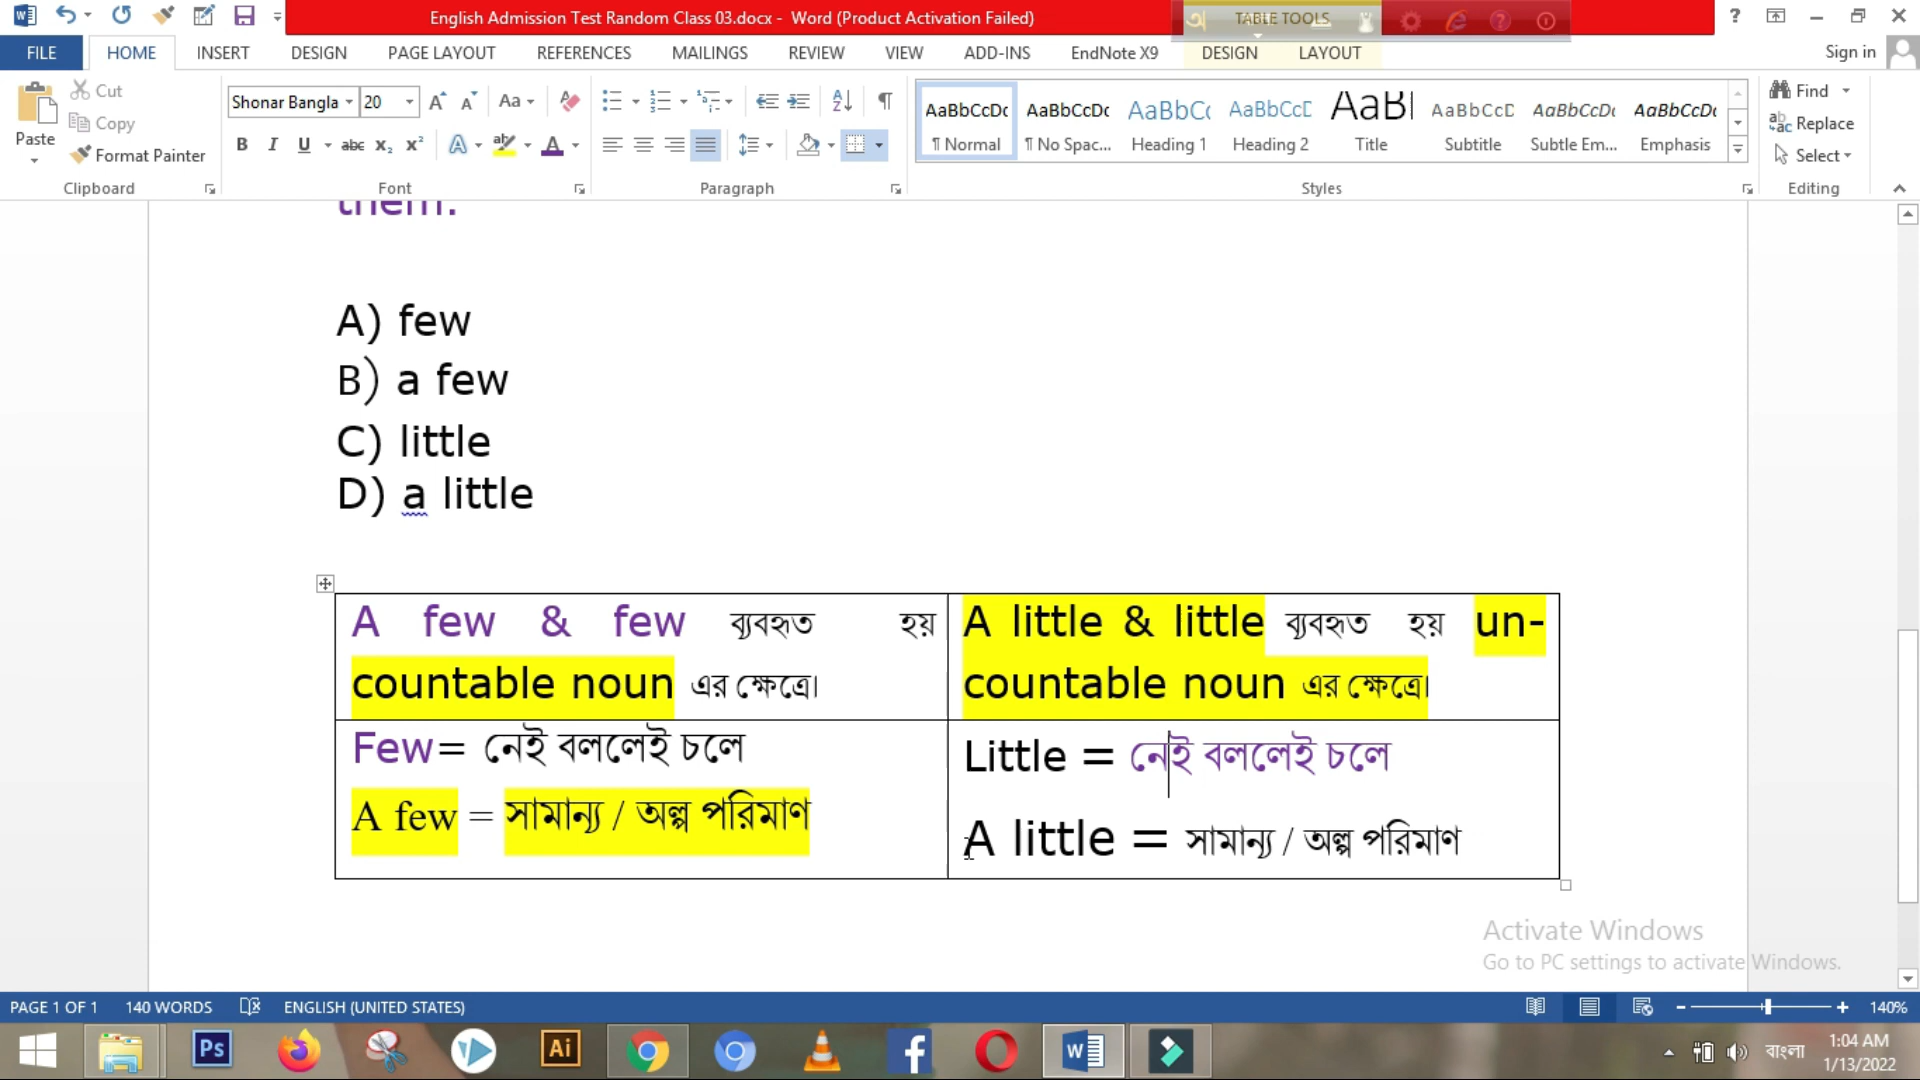 English Admission Test Random Class 03.docx - Word (Product Activation Failed)
TABLE TOOLS
FILE HOME INSERT DESIGN PAGE LAYOUT REFERENCES MAILINGS REVIEW VIEW ADD-INS EndNote X9 DESIGN LAYOUT
Sign in
Cut
Copy
Format Painter
Paste
Shonar Bangla 20
AaBbCcDc AaBbCcDc AaBbCc AaBbCcD AaBl AaBbCcD AaBbCcDc AaBbCcDc
¶ Normal ¶ No Spac... Heading 1 Heading 2 Title Subtitle Subtle Em... Emphasis
Find
Replace
Select
Clipboard Font Paragraph Styles Editing
them.
A) few
B) a few
C) little
D) a little
A few & few ব্যবহৃত হয়
countable noun এর ক্ষেত্রে।
A little & little ব্যবহৃত হয় un-
countable noun এর ক্ষেত্রে।
Few= নেই বললেই চলে
A few = সামান্য / অল্প পরিমাণ
Little = নেই বললেই চলে
A little = সামান্য / অল্প পরিমাণ
Activate Windows
Go to PC settings to activate Windows.
PAGE 1 OF 1 140 WORDS ENGLISH (UNITED STATES) 140%
Ps Ai বাংলা
1:04 AM
1/13/2022